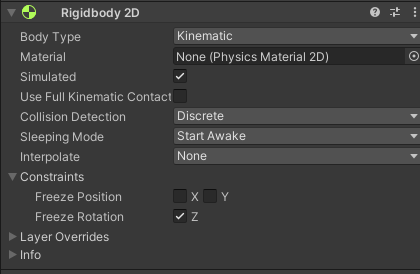 Rigidbody 2D
Body Type Kinematic
Material None (Physics Material 2D)
Simulated
Use Full Kinematic Contact
Collision Detection Discrete
Sleeping Mode Start Awake
Interpolate None
Constraints
Freeze Position X Y
Freeze Rotation Z
Layer Overrides
Info